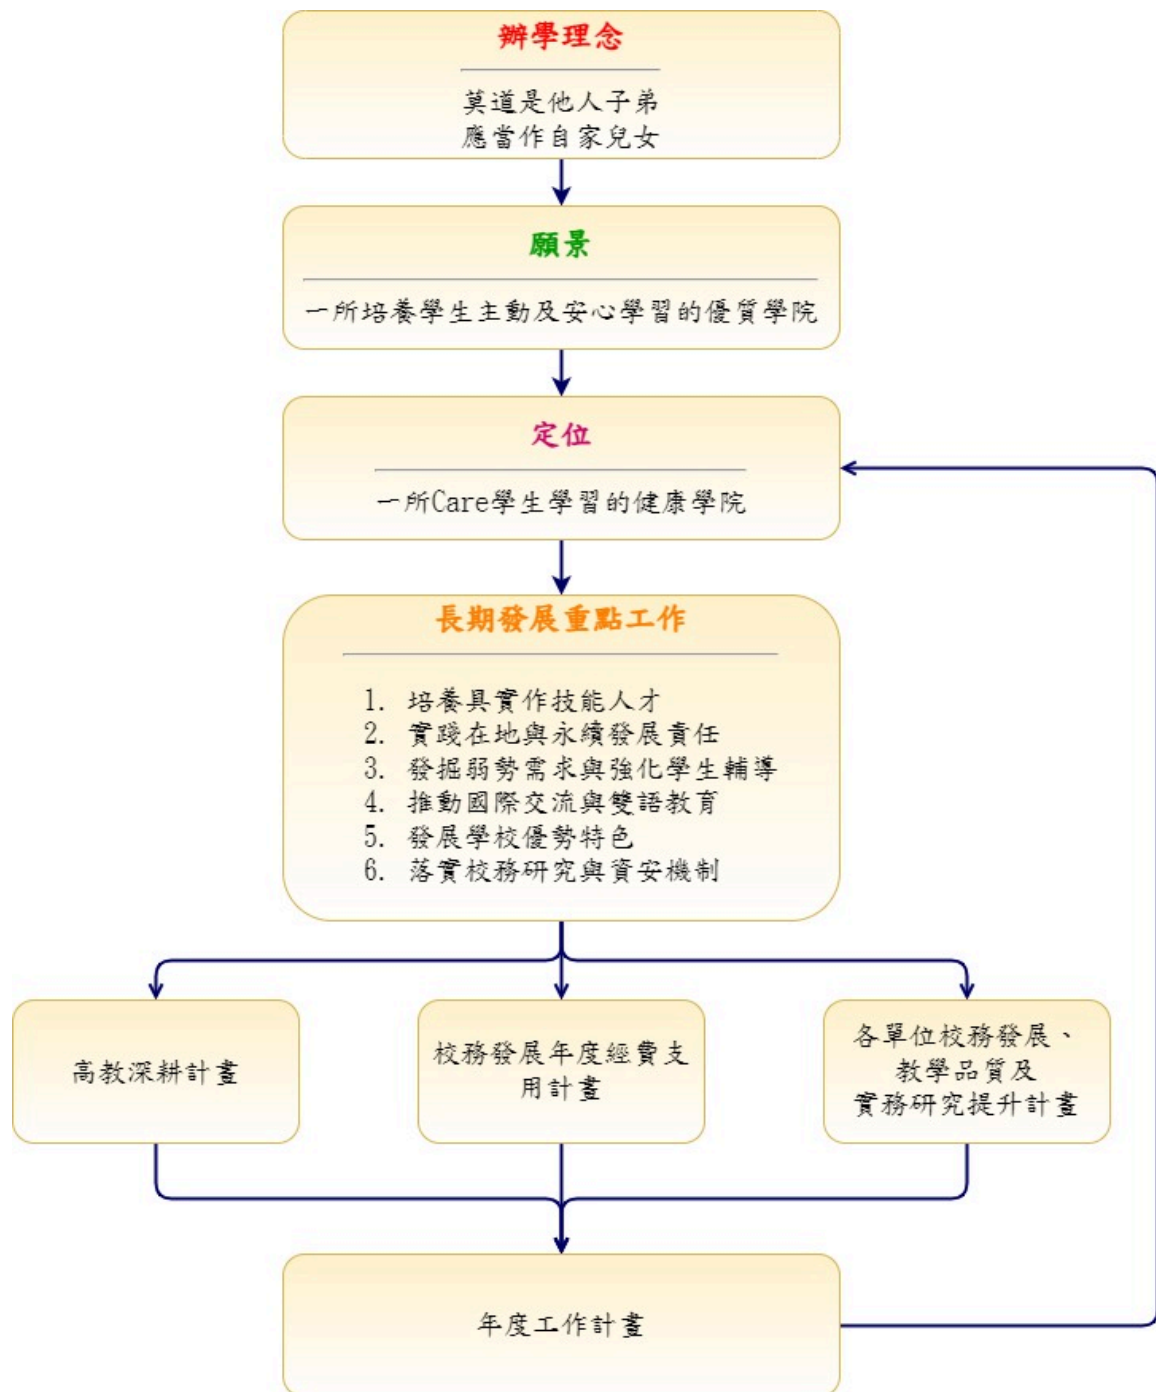 辦學理念
莫道是他人子弟
應當作自家兒女
願景
一所培養學生主動及安心學習的優質學院
定位
一所Care學生學習的健康學院
長期發展重點工作
1. 培養具實作技能人才
2. 實踐在地與永續發展責任
3. 發掘弱勢需求與強化學生輔導
4. 推動國際交流與雙語教育
5. 發展學校優勢特色
6. 落實校務研究與資安機制
高教深耕計畫
校務發展年度經費支
用計畫
各單位校務發展、
教學品質及
實務研究提升計畫
年度工作計畫